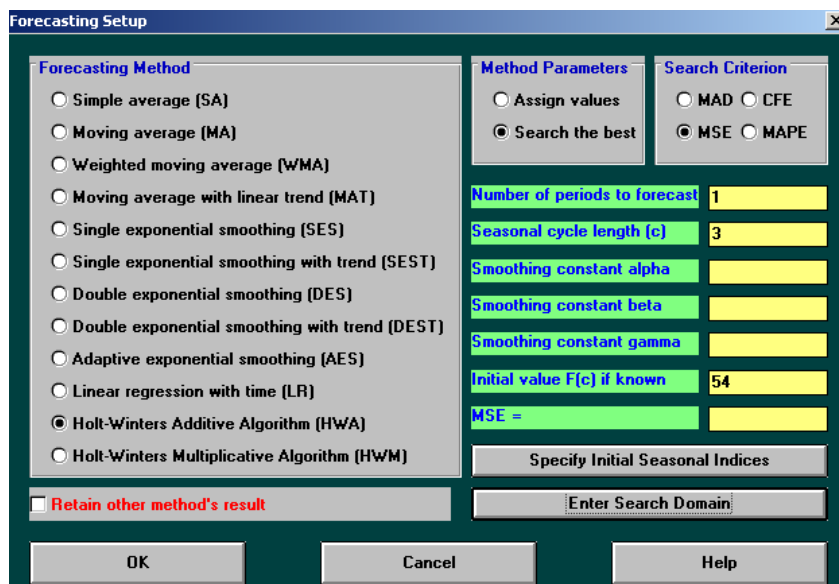 Forecasting Setup
Forecasting Method
Simple average (SA)
Moving average (MA)
Weighted moving average (WMA)
Moving average with linear trend (MAT)
Single exponential smoothing (SES)
Single exponential smoothing with trend (SEST)
Double exponential smoothing (DES)
Double exponential smoothing with trend (DEST)
Adaptive exponential smoothing (AES)
Linear regression with time (LR)
Holt-Winters Additive Algorithm (HWA)
Holt-Winters Multiplicative Algorithm (HWM)
Retain other method's result
Method Parameters
Assign values
Search the best
Search Criterion
MAD CFE
MSE MAPE
Number of periods to forecast 1
Seasonal cycle length (c) 3
Smoothing constant alpha
Smoothing constant beta
Smoothing constant gamma
Initial value F(c) if known 54
MSE =
Specify Initial Seasonal Indices
Enter Search Domain
OK Cancel Help